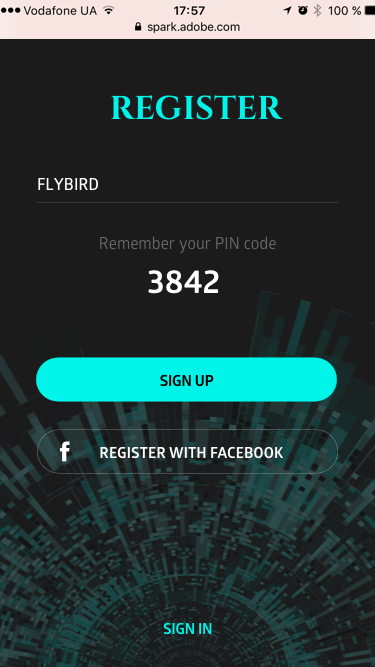 Vodafone UA 17:57 100 %
spark.adobe.com
REGISTER
FLYBIRD
Remember your PIN code
3842
SIGN UP
f REGISTER WITH FACEBOOK
SIGN IN